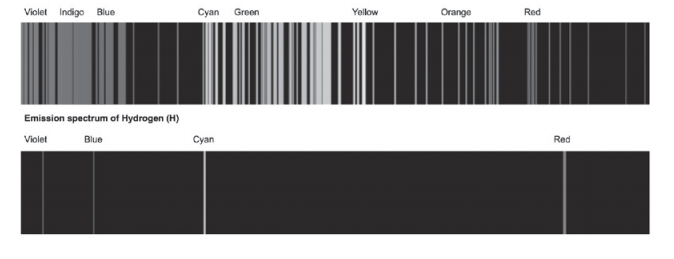 Violet Indigo Blue Cyan Green Yellow Orange Red
Emission spectrum of Hydrogen (H)
Violet Blue Cyan Red